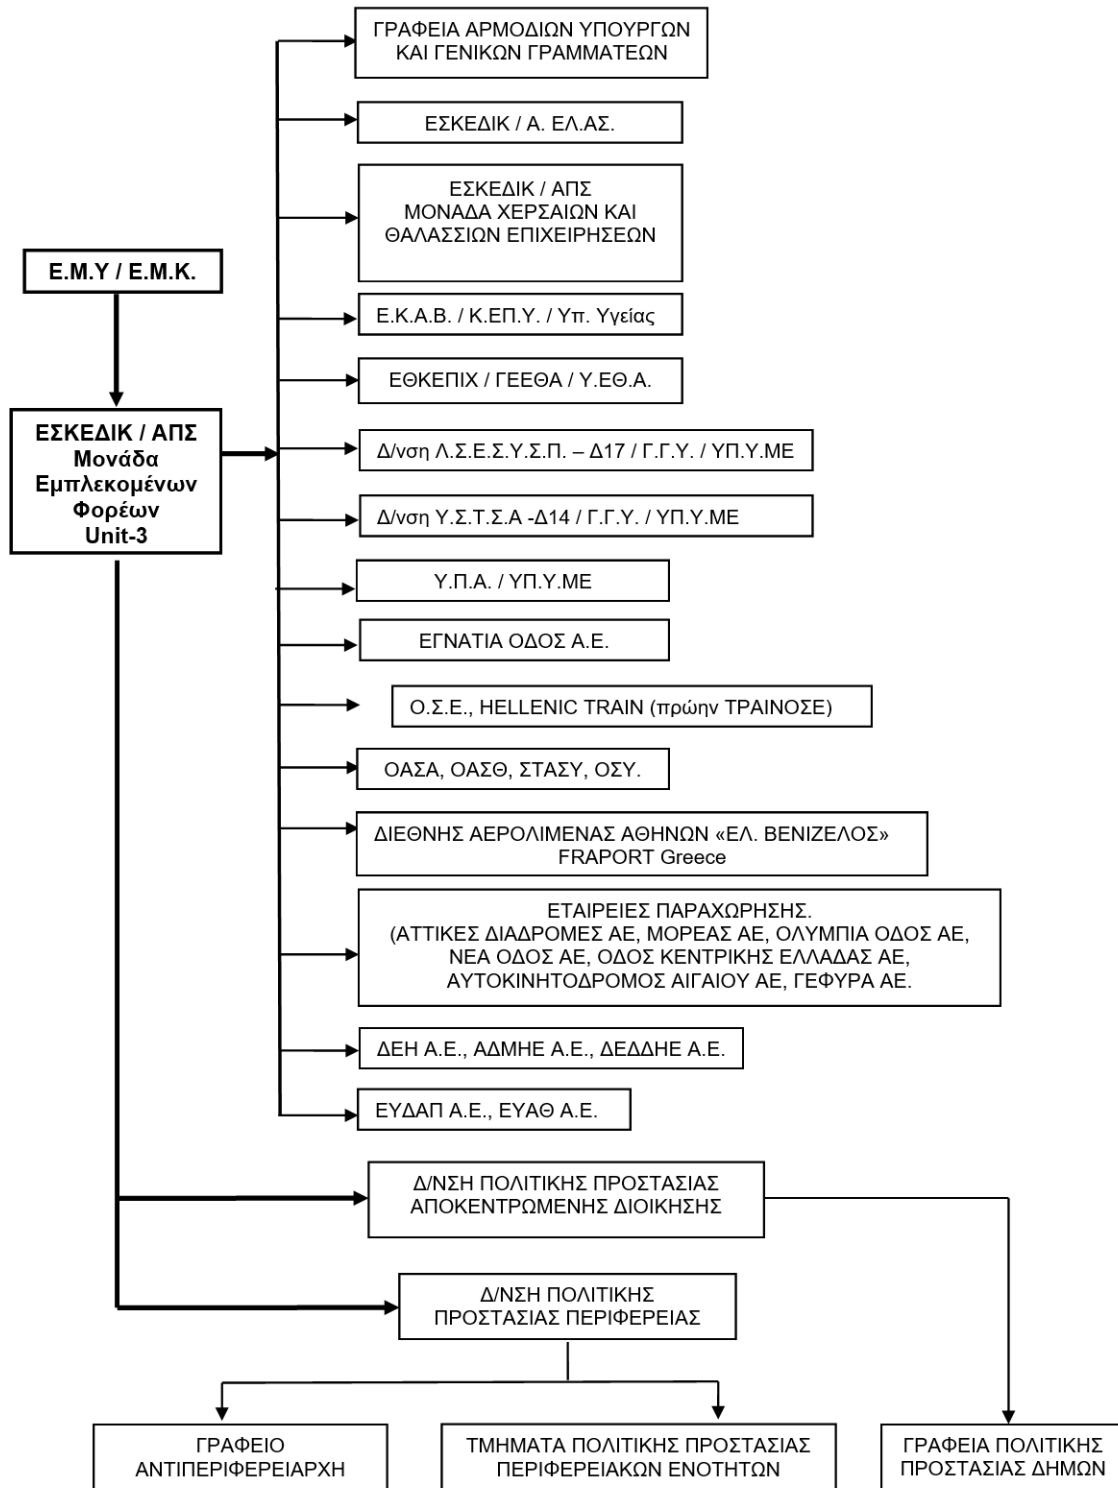 ΓΡΑΦΕΙΑ ΑΡΜΟΔΙΩΝ ΥΠΟΥΡΓΩΝ
ΚΑΙ ΓΕΝΙΚΩΝ ΓΡΑΜΜΑΤΕΩΝ
ΕΣΚΕΔΙΚ / Α. ΕΛ.ΑΣ.
ΕΣΚΕΔΙΚ / ΑΠΣ
ΜΟΝΑΔΑ ΧΕΡΣΑΙΩΝ ΚΑΙ
ΘΑΛΑΣΣΙΩΝ ΕΠΙΧΕΙΡΗΣΕΩΝ
Ε.Μ.Υ / Ε.Μ.Κ.
Ε.Κ.Α.Β. / Κ.ΕΠ.Υ. / Υπ. Υγείας
ΕΘΚΕΠΙΧ / ΓΕΕΘΑ / Υ.ΕΘ.Α.
ΕΣΚΕΔΙΚ / ΑΠΣ
Μονάδα
Εμπλεκομένων
Φορέων
Unit-3
Δ/νση Λ.Σ.Ε.Σ.Υ.Σ.Π. – Δ17 / Γ.Γ.Υ. / ΥΠ.Υ.ΜΕ
Δ/νση Υ.Σ.Τ.Σ.Α -Δ14 / Γ.Γ.Υ. / ΥΠ.Υ.ΜΕ
Υ.Π.Α. / ΥΠ.Υ.ΜΕ
ΕΓΝΑΤΙΑ ΟΔΟΣ Α.Ε.
Ο.Σ.Ε., HELLENIC TRAIN (πρώην ΤΡΑΙΝΟΣΕ)
ΟΑΣΑ, ΟΑΣΘ, ΣΤΑΣΥ, ΟΣΥ.
ΔΙΕΘΝΗΣ ΑΕΡΟΛΙΜΕΝΑΣ ΑΘΗΝΩΝ «ΕΛ. ΒΕΝΙΖΕΛΟΣ»
FRAPORT Greece
ΕΤΑΙΡΕΙΕΣ ΠΑΡΑΧΩΡΗΣΗΣ.
(ΑΤΤΙΚΕΣ ΔΙΑΔΡΟΜΕΣ ΑΕ, ΜΟΡΕΑΣ ΑΕ, ΟΛΥΜΠΙΑ ΟΔΟΣ ΑΕ,
ΝΕΑ ΟΔΟΣ ΑΕ, ΟΔΟΣ ΚΕΝΤΡΙΚΗΣ ΕΛΛΑΔΑΣ ΑΕ,
ΑΥΤΟΚΙΝΗΤΟΔΡΟΜΟΣ ΑΙΓΑΙΟΥ ΑΕ, ΓΕΦΥΡΑ ΑΕ.
ΔΕΗ Α.Ε., ΑΔΜΗΕ Α.Ε., ΔΕΔΔΗΕ Α.Ε.
ΕΥΔΑΠ Α.Ε., ΕΥΑΘ Α.Ε.
Δ/ΝΣΗ ΠΟΛΙΤΙΚΗΣ ΠΡΟΣΤΑΣΙΑΣ
ΑΠΟΚΕΝΤΡΩΜΕΝΗΣ ΔΙΟΙΚΗΣΗΣ
Δ/ΝΣΗ ΠΟΛΙΤΙΚΗΣ
ΠΡΟΣΤΑΣΙΑΣ ΠΕΡΙΦΕΡΕΙΑΣ
ΓΡΑΦΕΙΟ
ΑΝΤΙΠΕΡΙΦΕΡΕΙΑΡΧΗ
ΤΜΗΜΑΤΑ ΠΟΛΙΤΙΚΗΣ ΠΡΟΣΤΑΣΙΑΣ
ΠΕΡΙΦΕΡΕΙΑΚΩΝ ΕΝΟΤΗΤΩΝ
ΓΡΑΦΕΙΑ ΠΟΛΙΤΙΚΗΣ
ΠΡΟΣΤΑΣΙΑΣ ΔΗΜΩΝ